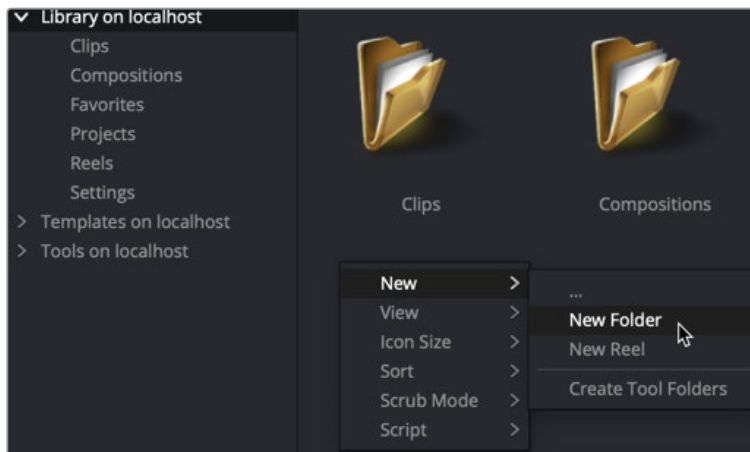 Library on localhost
Clips
Compositions
Favorites
Projects
Reels
Settings
Templates on localhost
Tools on localhost
Clips
Compositions
New
View
Icon Size
Sort
Scrub Mode
Script
...
New Folder
New Reel
Create Tool Folders